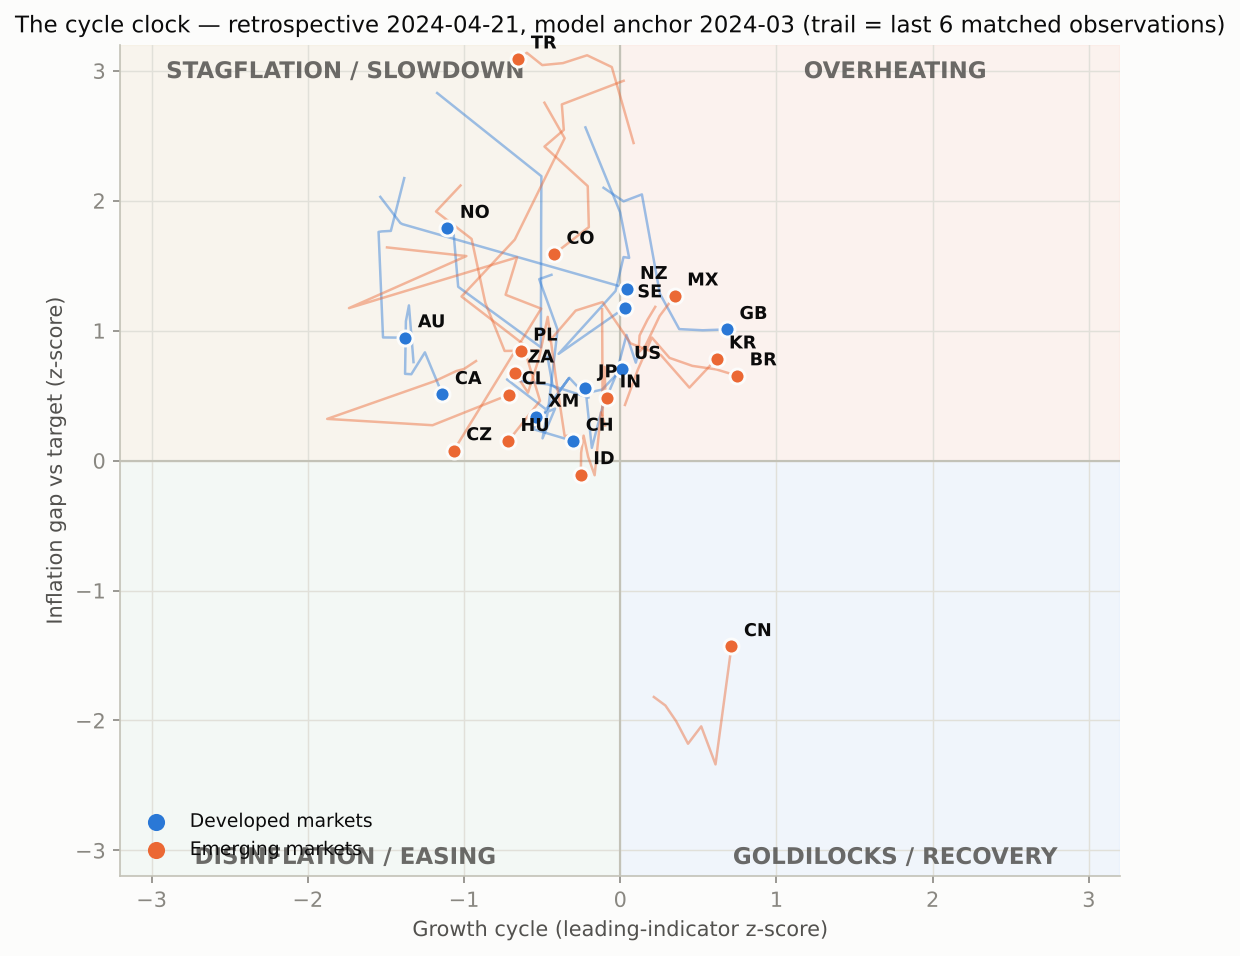 The cycle clock — retrospective 2024-04-21, model anchor 2024-03 (trail = last 6 matched observations)
TR
STAGFLATION / SLOWDOWN
OVERHEATING
NO
CO
NZ
SE
MX
AU
GB
PL
KR
ZA
US
BR
CA
CL
JP
IN
XM
CZ
HU
CH
ID
CN
Developed markets
Emerging markets
DISINFLATION / EASING
GOLDILOCKS / RECOVERY
3
2
1
0
−1
−2
−3
−3
−2
−1
0
1
2
3
Inflation gap vs target (z-score)
Growth cycle (leading-indicator z-score)